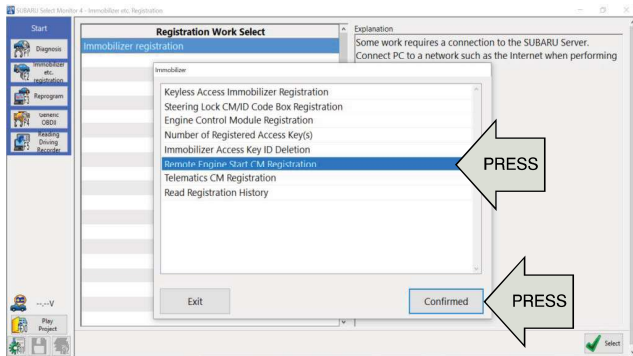 SUBARU Select Monitor 4 - Immobilizer etc. Registration
Start
Diagnosis
Immobilizer
etc.
registration
Reprogram
Generic
OBDII
Reading
Driving
Recorder
--.--V
Play
Project
Registration Work Select
Immobilizer registration
Explanation
Some work requires a connection to the SUBARU Server.
Connect PC to a network such as the Internet when performing
Immobilizer
Keyless Access Immobilizer Registration
Steering Lock CM/ID Code Box Registration
Engine Control Module Registration
Number of Registered Access Key(s)
Immobilizer Access Key ID Deletion
Remote Engine Start CM Registration
Telematics CM Registration
Read Registration History
PRESS
Exit
Confirmed
PRESS
Select